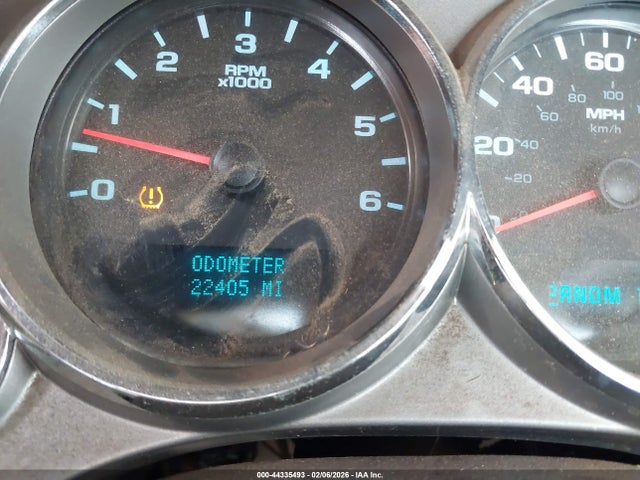 0 1 2 3 4 5 6
RPM
x1000
ODOMETER
22405 MI
20 40 60
20 40 60 80 100
MPH
km/h
RNDM
000-44335493 - 02/06/2026 - IAA Inc.